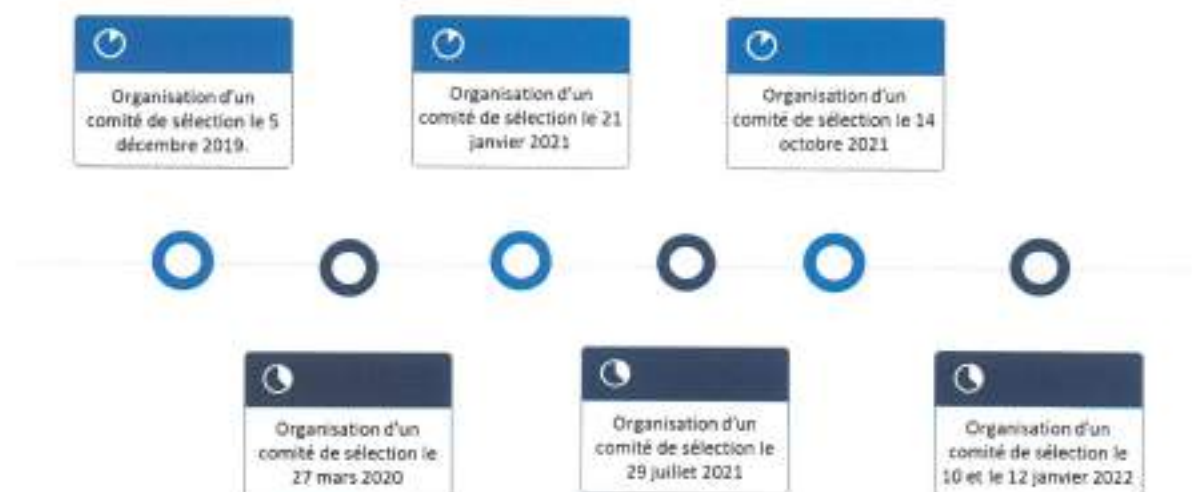 Organisation d'un
comité de sélection le 5
décembre 2019.
Organisation d'un
comité de sélection le 21
janvier 2021
Organisation d'un
comité de sélection le 14
octobre 2021
Organisation d'un
comité de sélection le
27 mars 2020
Organisation d'un
comité de sélection le
29 juillet 2021
Organisation d'un
comité de sélection le
10 et le 12 janvier 2022